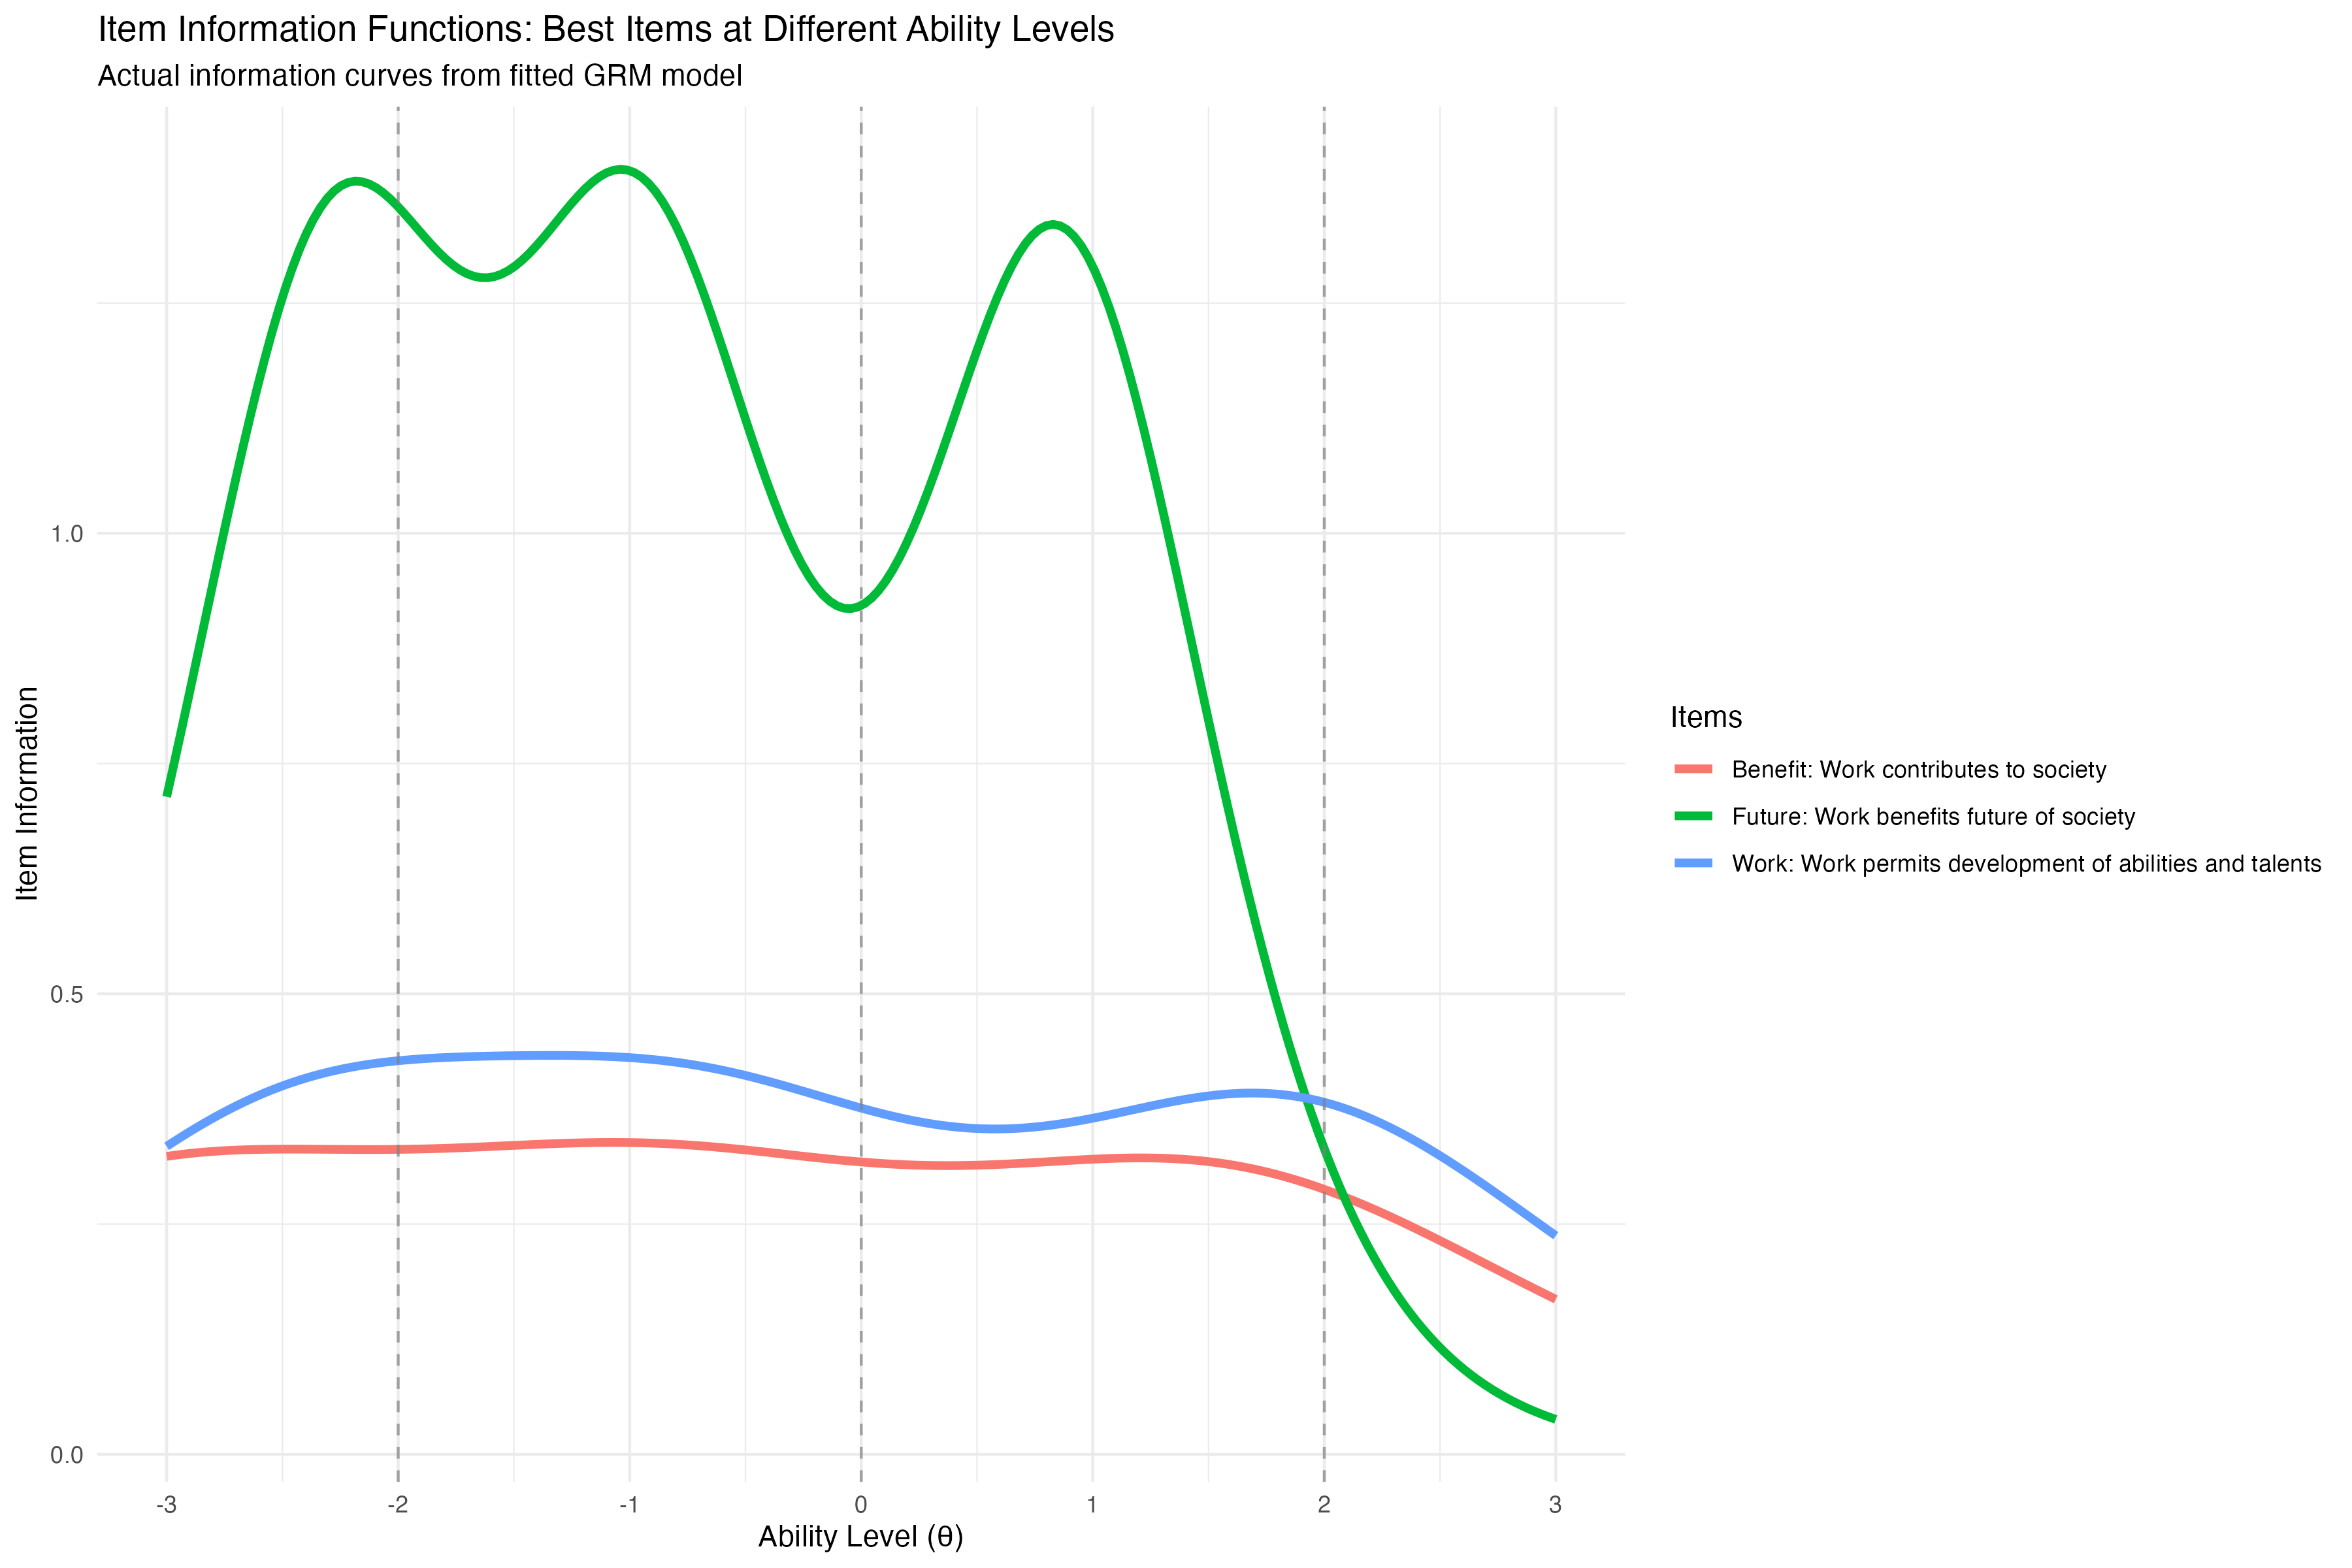 Item Information Functions: Best Items at Different Ability Levels
Actual information curves from fitted GRM model
Item Information
1.0
0.5
0.0
-3 -2 -1 0 1 2 3
Ability Level (θ)
Items
Benefit: Work contributes to society
Future: Work benefits future of society
Work: Work permits development of abilities and talents